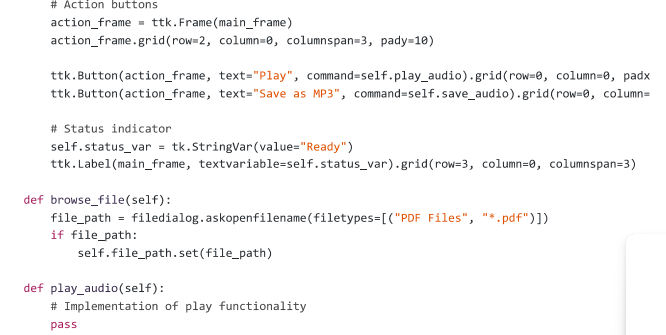 # Action buttons
action_frame = ttk.Frame(main_frame)
action_frame.grid(row=2, column=0, columnspan=3, pady=10)
ttk.Button(action_frame, text="Play", command=self.play_audio).grid(row=0, column=0, padx
ttk.Button(action_frame, text="Save as MP3", command=self.save_audio).grid(row=0, column=
# Status indicator
self.status_var = tk.StringVar(value="Ready")
ttk.Label(main_frame, textvariable=self.status_var).grid(row=3, column=0, columnspan=3)
def browse_file(self):
file_path = filedialog.askopenfilename(filetypes=[("PDF Files", "*.pdf")])
if file_path:
self.file_path.set(file_path)
def play_audio(self):
# Implementation of play functionality
pass